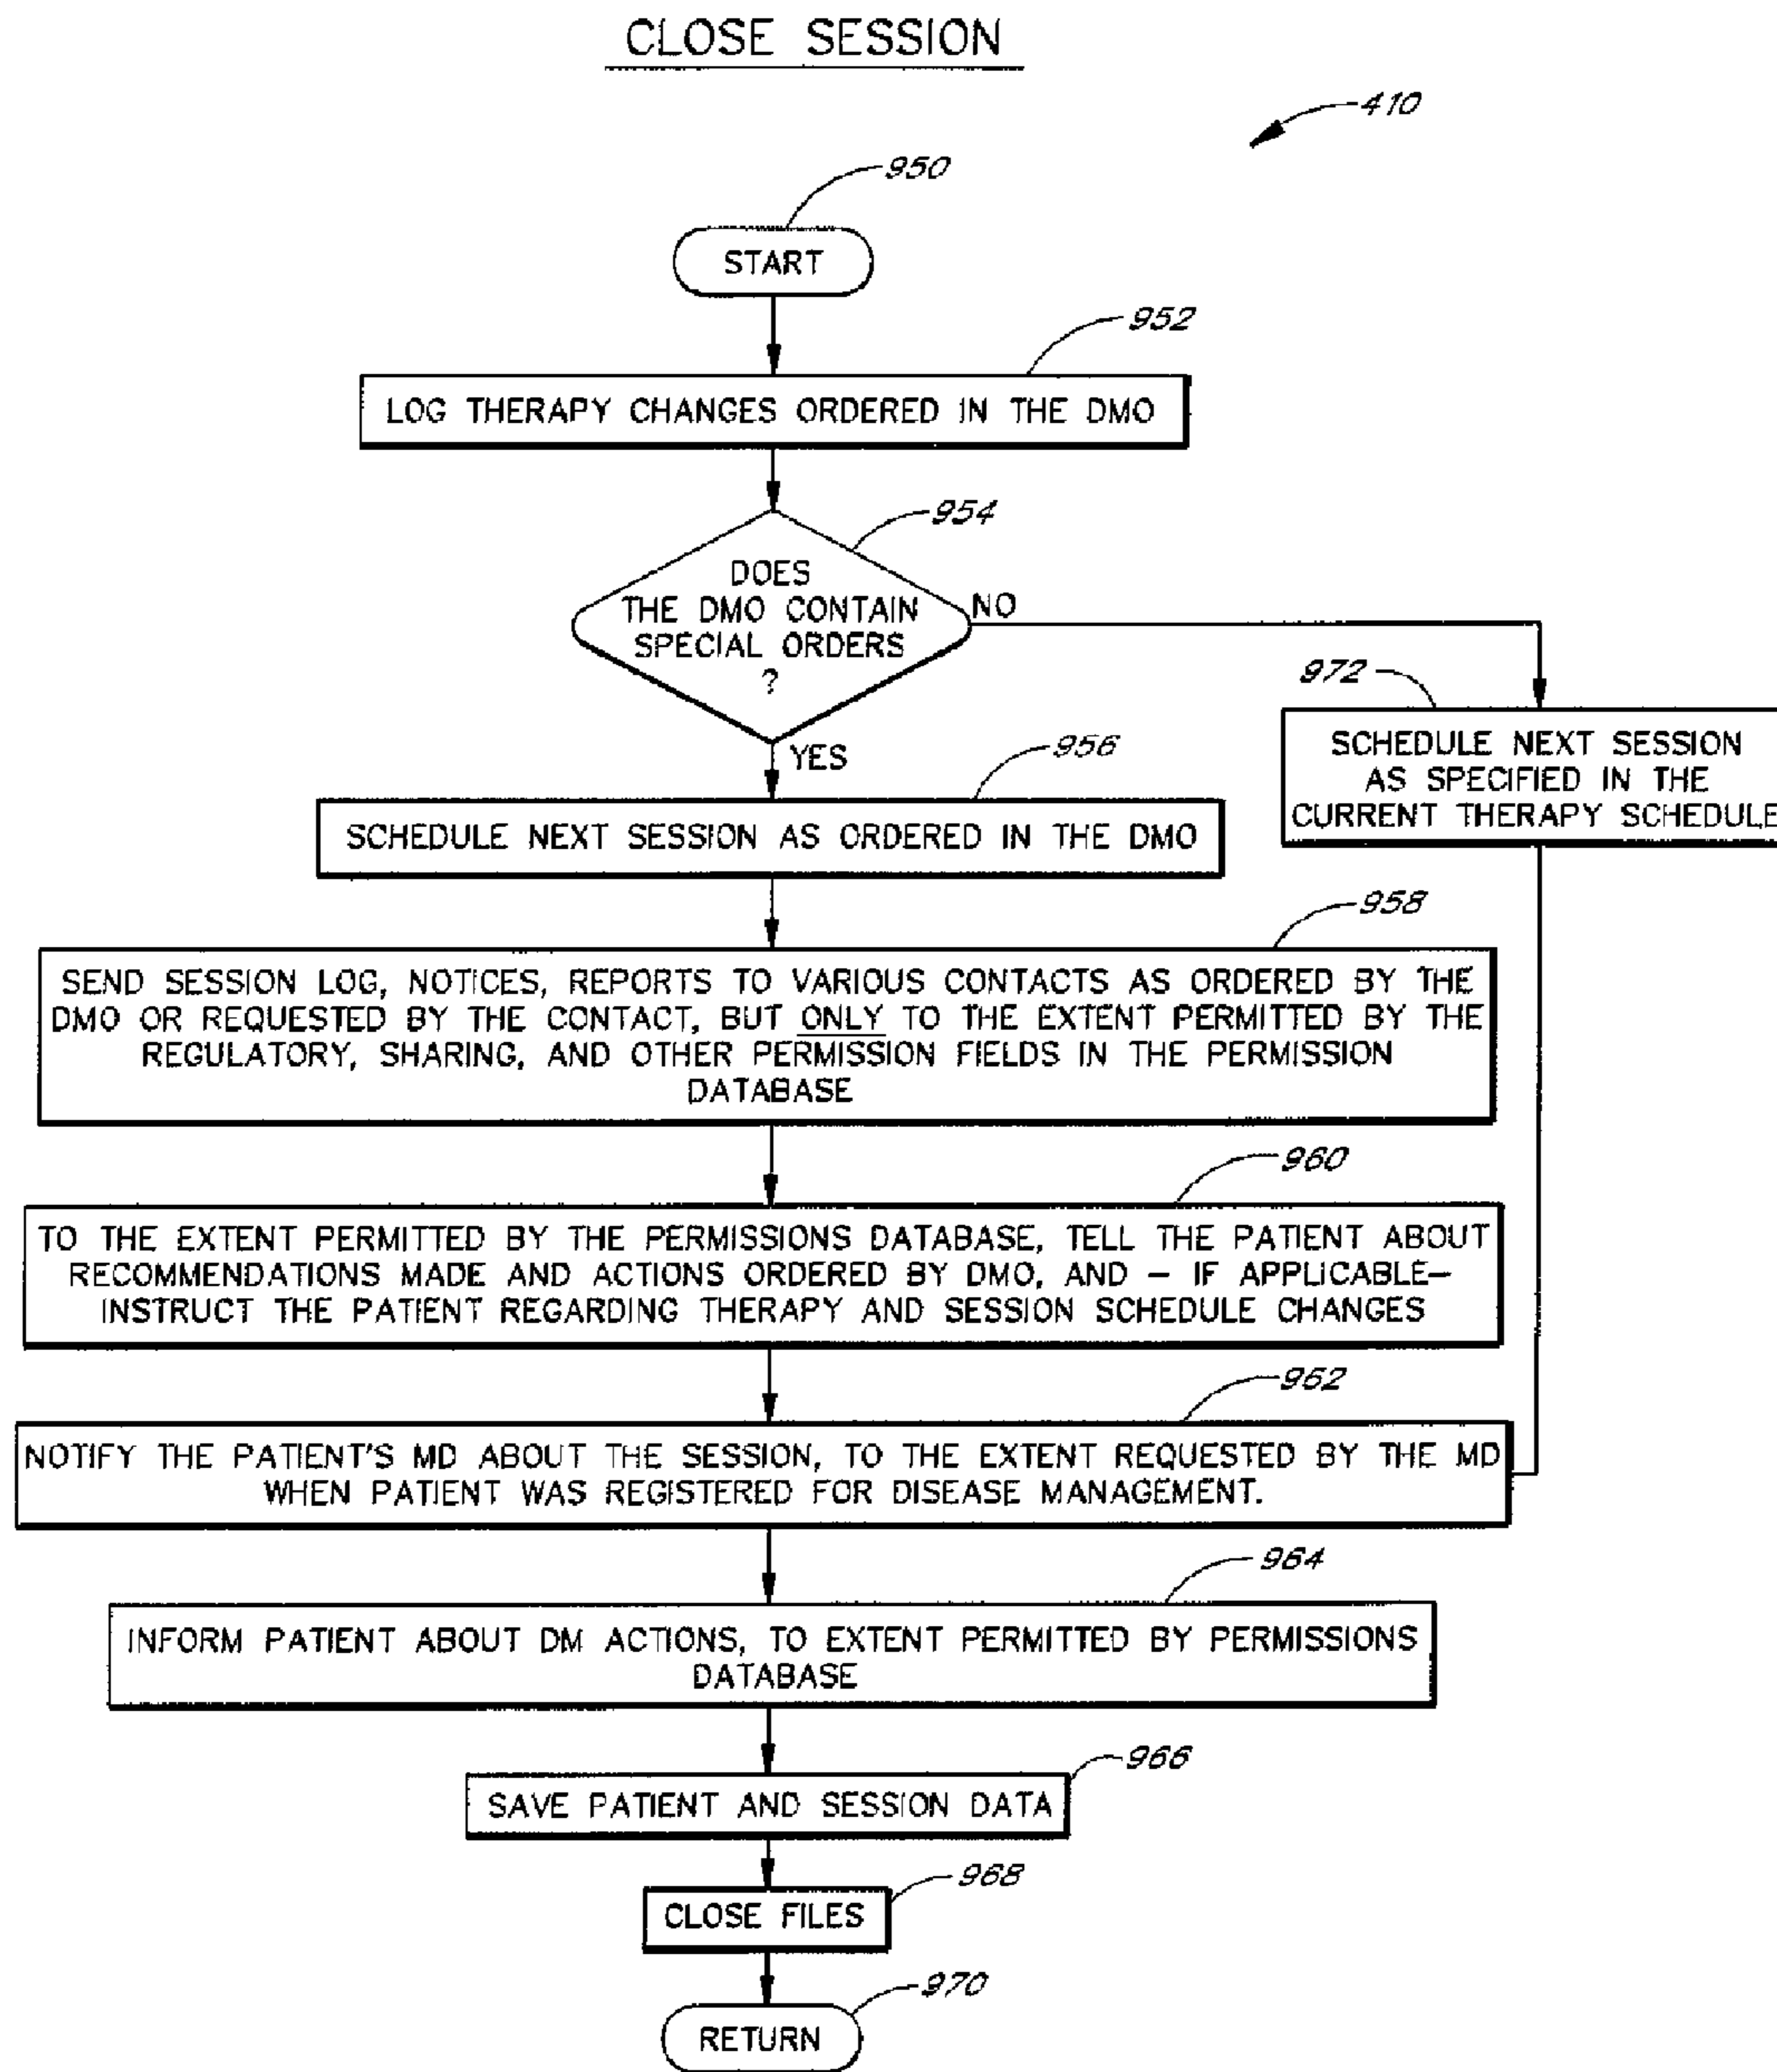 CLOSE SESSION
410
950
START
952
LOG THERAPY CHANGES ORDERED IN THE DMO
954
DOES
THE DMO CONTAIN
SPECIAL ORDERS
?
NO
YES
972
SCHEDULE NEXT SESSION
AS SPECIFIED IN THE
CURRENT THERAPY SCHEDULE
956
SCHEDULE NEXT SESSION AS ORDERED IN THE DMO
958
SEND SESSION LOG, NOTICES, REPORTS TO VARIOUS CONTACTS AS ORDERED BY THE
DMO OR REQUESTED BY THE CONTACT, BUT ONLY TO THE EXTENT PERMITTED BY THE
REGULATORY, SHARING, AND OTHER PERMISSION FIELDS IN THE PERMISSION
DATABASE
960
TO THE EXTENT PERMITTED BY THE PERMISSIONS DATABASE, TELL THE PATIENT ABOUT
RECOMMENDATIONS MADE AND ACTIONS ORDERED BY DMO, AND – IF APPLICABLE–
INSTRUCT THE PATIENT REGARDING THERAPY AND SESSION SCHEDULE CHANGES
962
NOTIFY THE PATIENT'S MD ABOUT THE SESSION, TO THE EXTENT REQUESTED BY THE MD
WHEN PATIENT WAS REGISTERED FOR DISEASE MANAGEMENT.
964
INFORM PATIENT ABOUT DM ACTIONS, TO EXTENT PERMITTED BY PERMISSIONS
DATABASE
966
SAVE PATIENT AND SESSION DATA
968
CLOSE FILES
970
RETURN